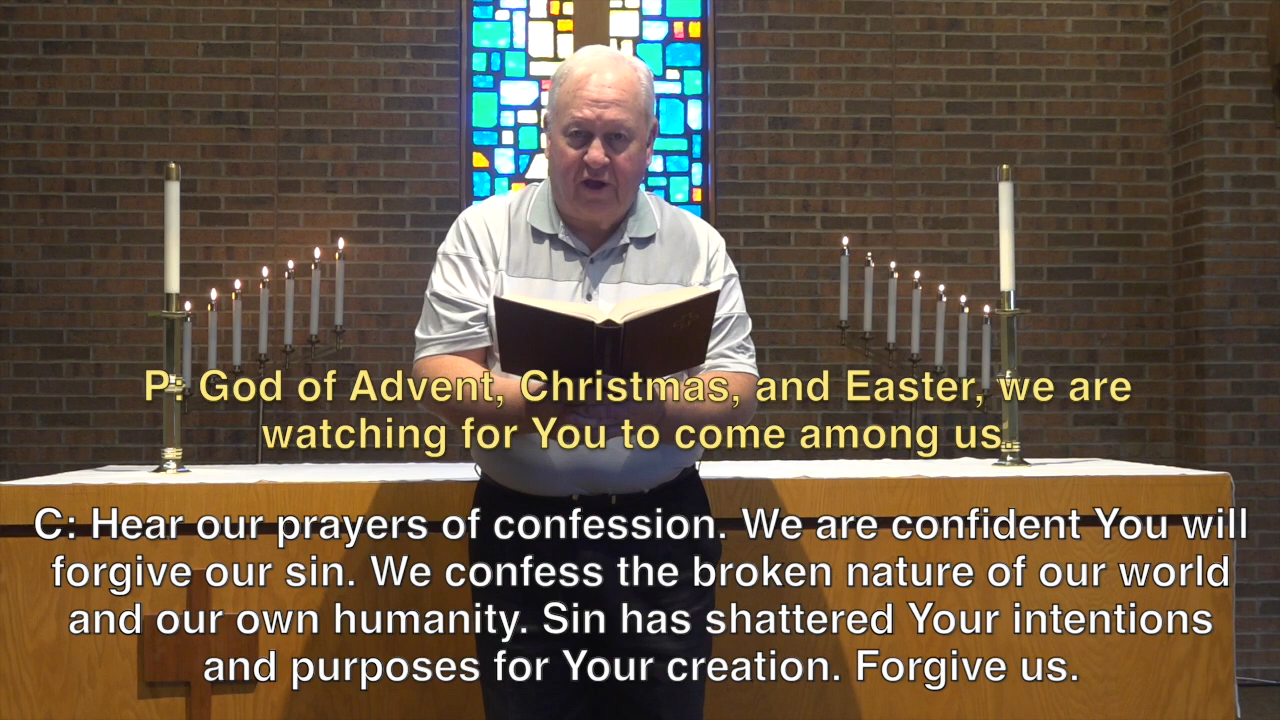 P: God of Advent, Christmas, and Easter, we are
watching for You to come among us.
C: Hear our prayers of confession. We are confident You will
forgive our sin. We confess the broken nature of our world
and our own humanity. Sin has shattered Your intentions
and purposes for Your creation. Forgive us.